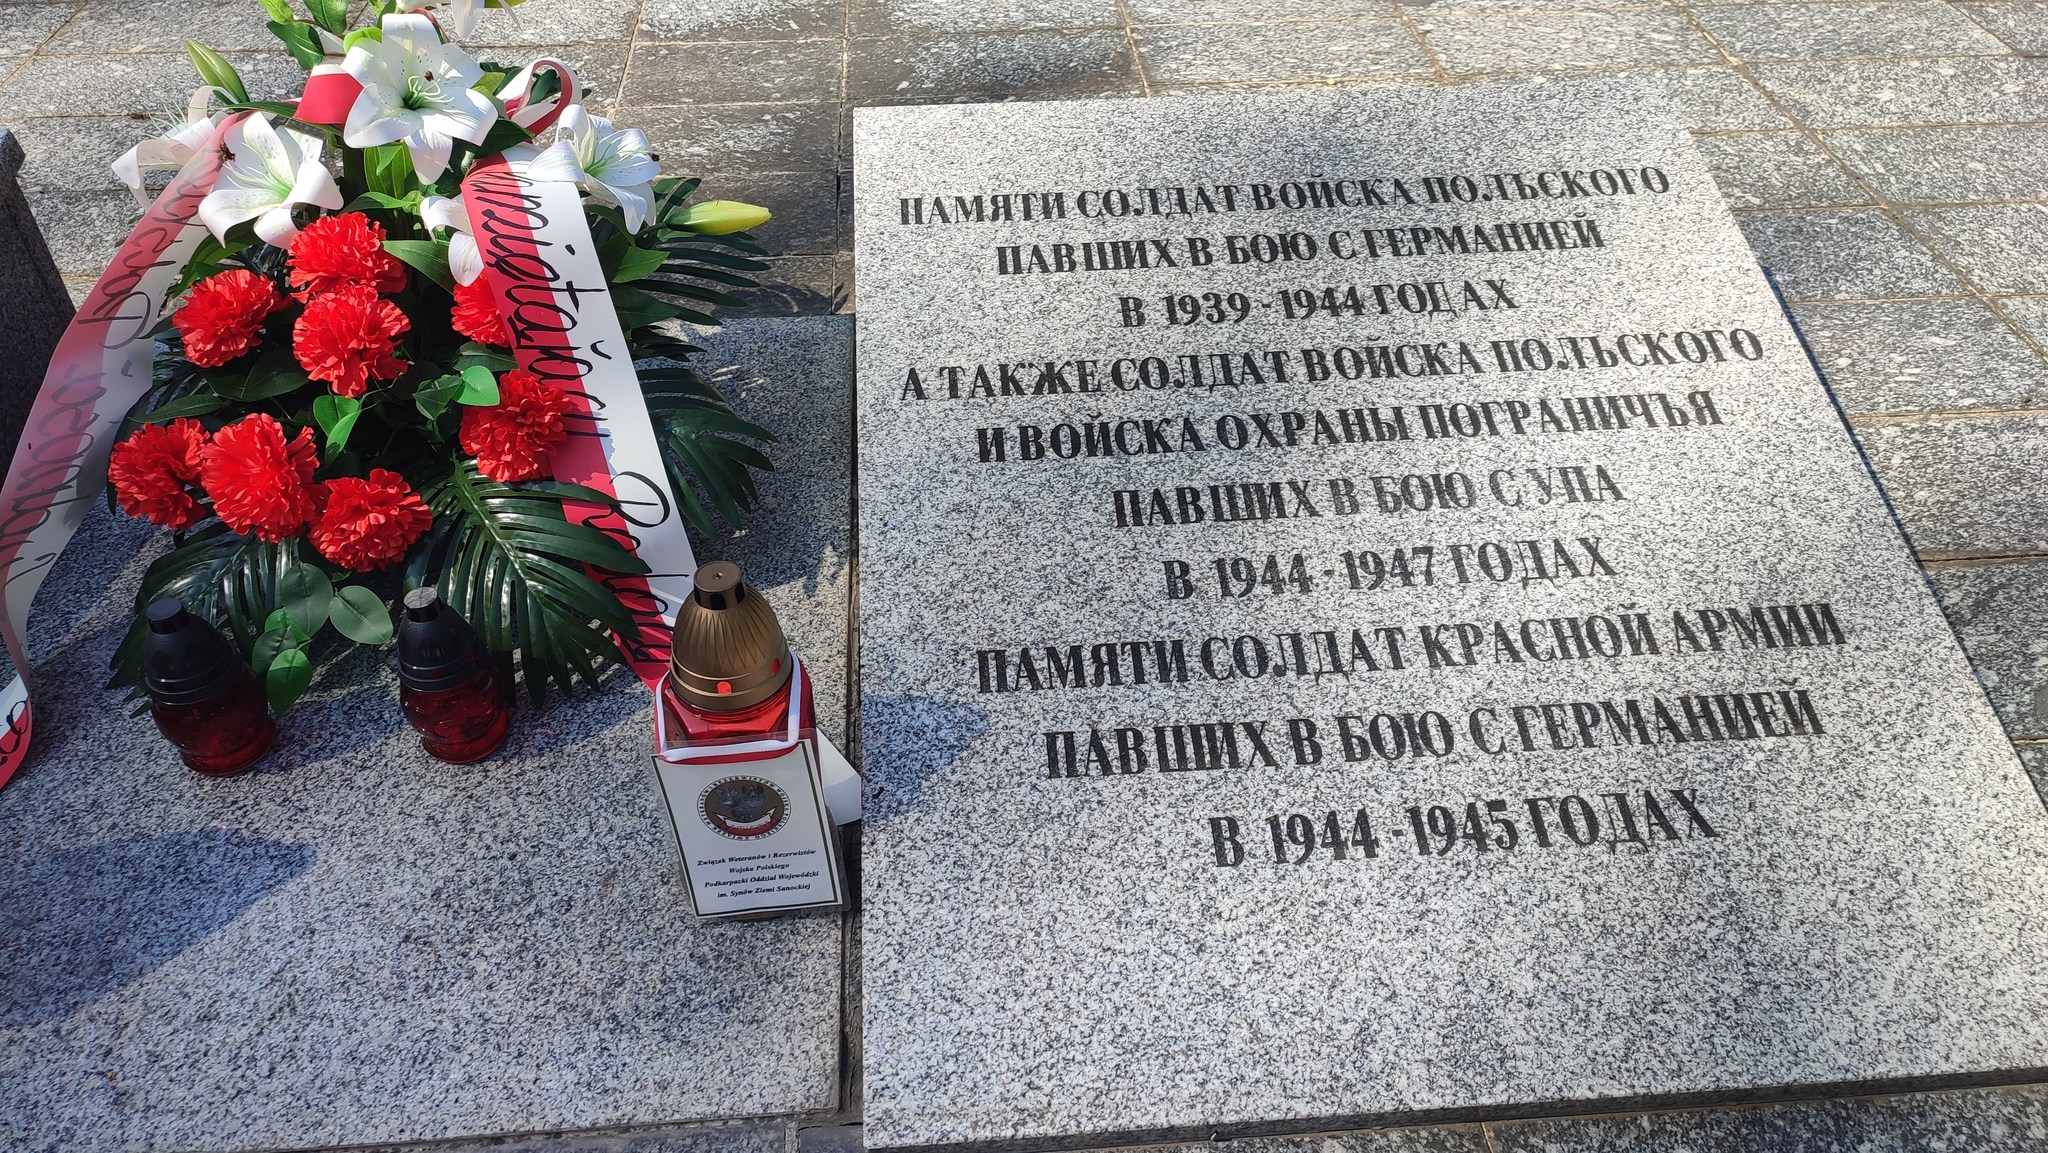 ПАМЯТИ СОЛДАТ ВОЙСКА ПОЛЪСКОГО
ПАВШИХ В БОЮ С ГЕРМАНИЕЙ
В 1939 - 1944 ГОДАХ
А ТАКЖЕ СОЛДАТ ВОЙСКА ПОЛЬСКОГО
И ВОЙСКА ОХРАНЫ ПОГРАНИЧЪЯ
ПАВШИХ В БОЮ С УПА
В 1944 - 1947 ГОДАХ
ПАМЯТИ СОЛДАТ КРАСНОЙ АРМИИ
ПАВШИХ В БОЮ С ГЕРМАНИЕЙ
В 1944 - 1945 ГОДАХ
Związek Weteranów i Rezerwistów
Wojska Polskiego
Podkarpacki Oddział Wojewódzki
im. Synów Ziemi Sanockiej